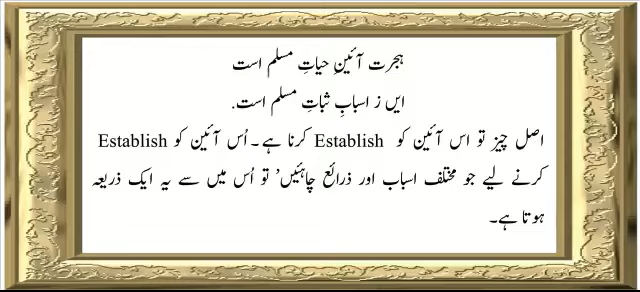 ہجرت آئینِ حیاتِ مسلم است
ایں ز اسبابِ ثباتِ مسلم است.
اصل چیز تو اس آئین کو Establish کرنا ہے۔ اُس آئین کو Establish
کرنے لیے جو مختلف اسباب اور ذرائع چاہئیں’ تو اُس میں سے یہ ایک ذریعہ
ہوتا ہے۔